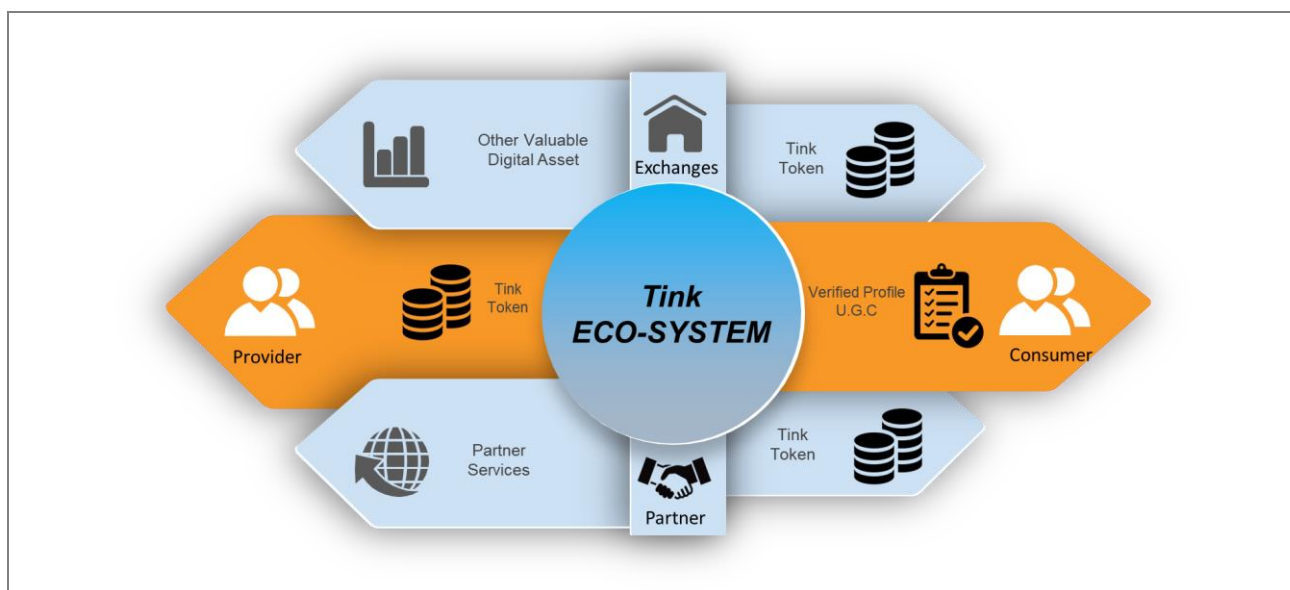 Other Valuable
Digital Asset
Exchanges
Tink
Token
Provider
Tink
Token
Tink
ECO-SYSTEM
Verified Profile
U.G.C
Consumer
Partner
Services
Partner
Tink
Token